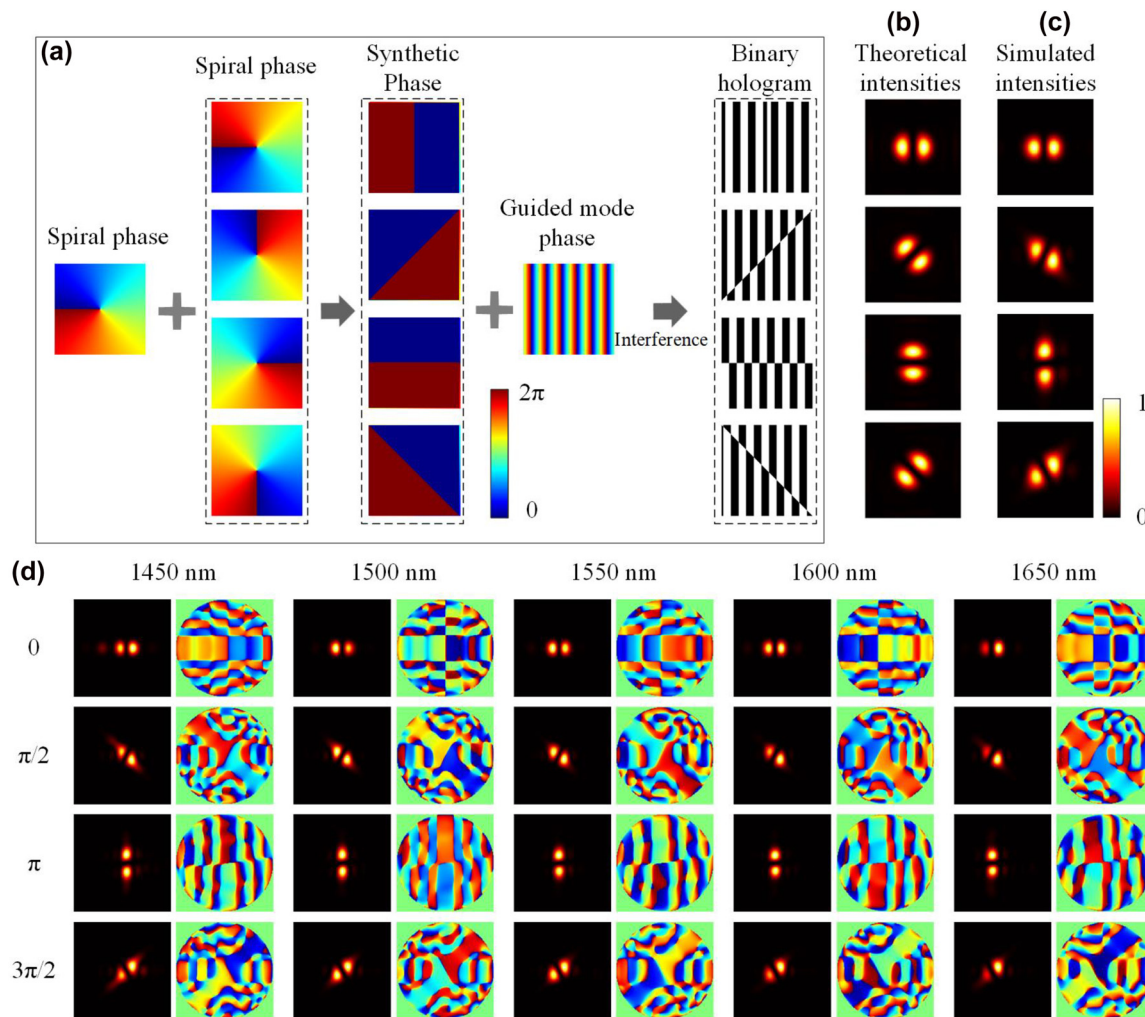 (a)
Spiral phase
Synthetic
Phase
Binary
hologram
(b)
Theoretical
intensities
(c)
Simulated
intensities
Spiral phase
Guided mode
phase
Interference
2π
0
1
0
(d)
1450 nm
1500 nm
1550 nm
1600 nm
1650 nm
0
π/2
π
3π/2